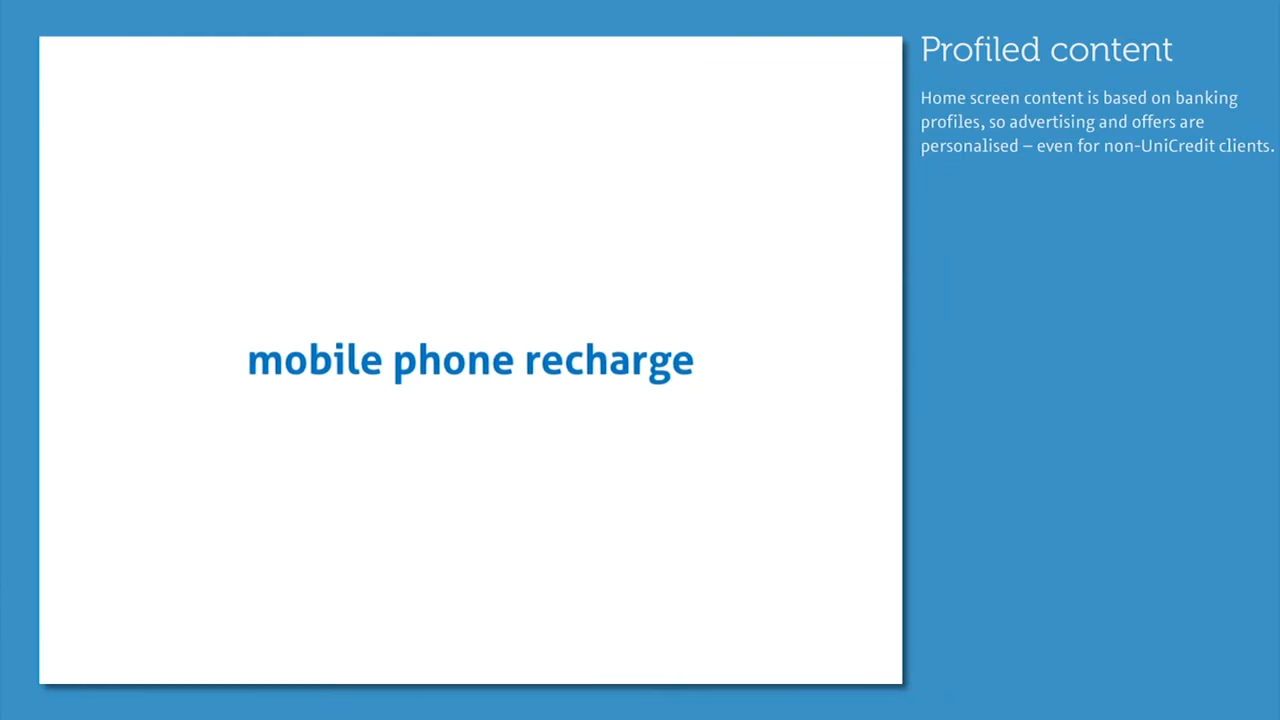 Profiled content
Home screen content is based on banking
profiles, so advertising and offers are
personalised – even for non-UniCredit clients.
mobile phone recharge